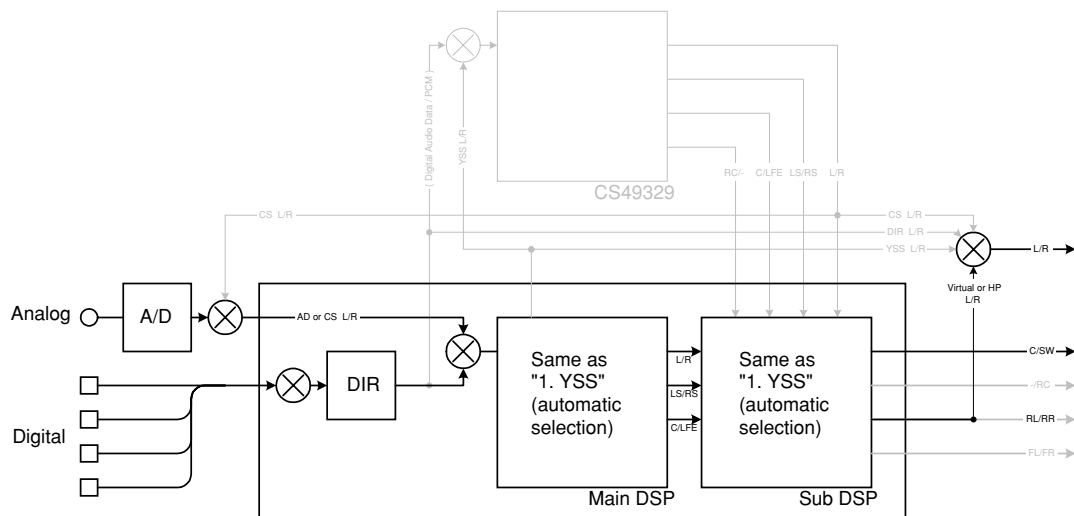 ( Digital Audio Data / PCM )
YSS L/R
RC/-
C/LFE
LS/RS
L/R
CS49329
CS L/R
CS L/R
DIR L/R
YSS L/R
L/R
Virtual or HP
L/R
Analog
A/D
AD or CS L/R
DIR
Digital
Same as
"1. YSS"
(automatic
selection)
Main DSP
L/R
LS/RS
C/LFE
Same as
"1. YSS"
(automatic
selection)
Sub DSP
C/SW
-/RC
RL/RR
FL/FR